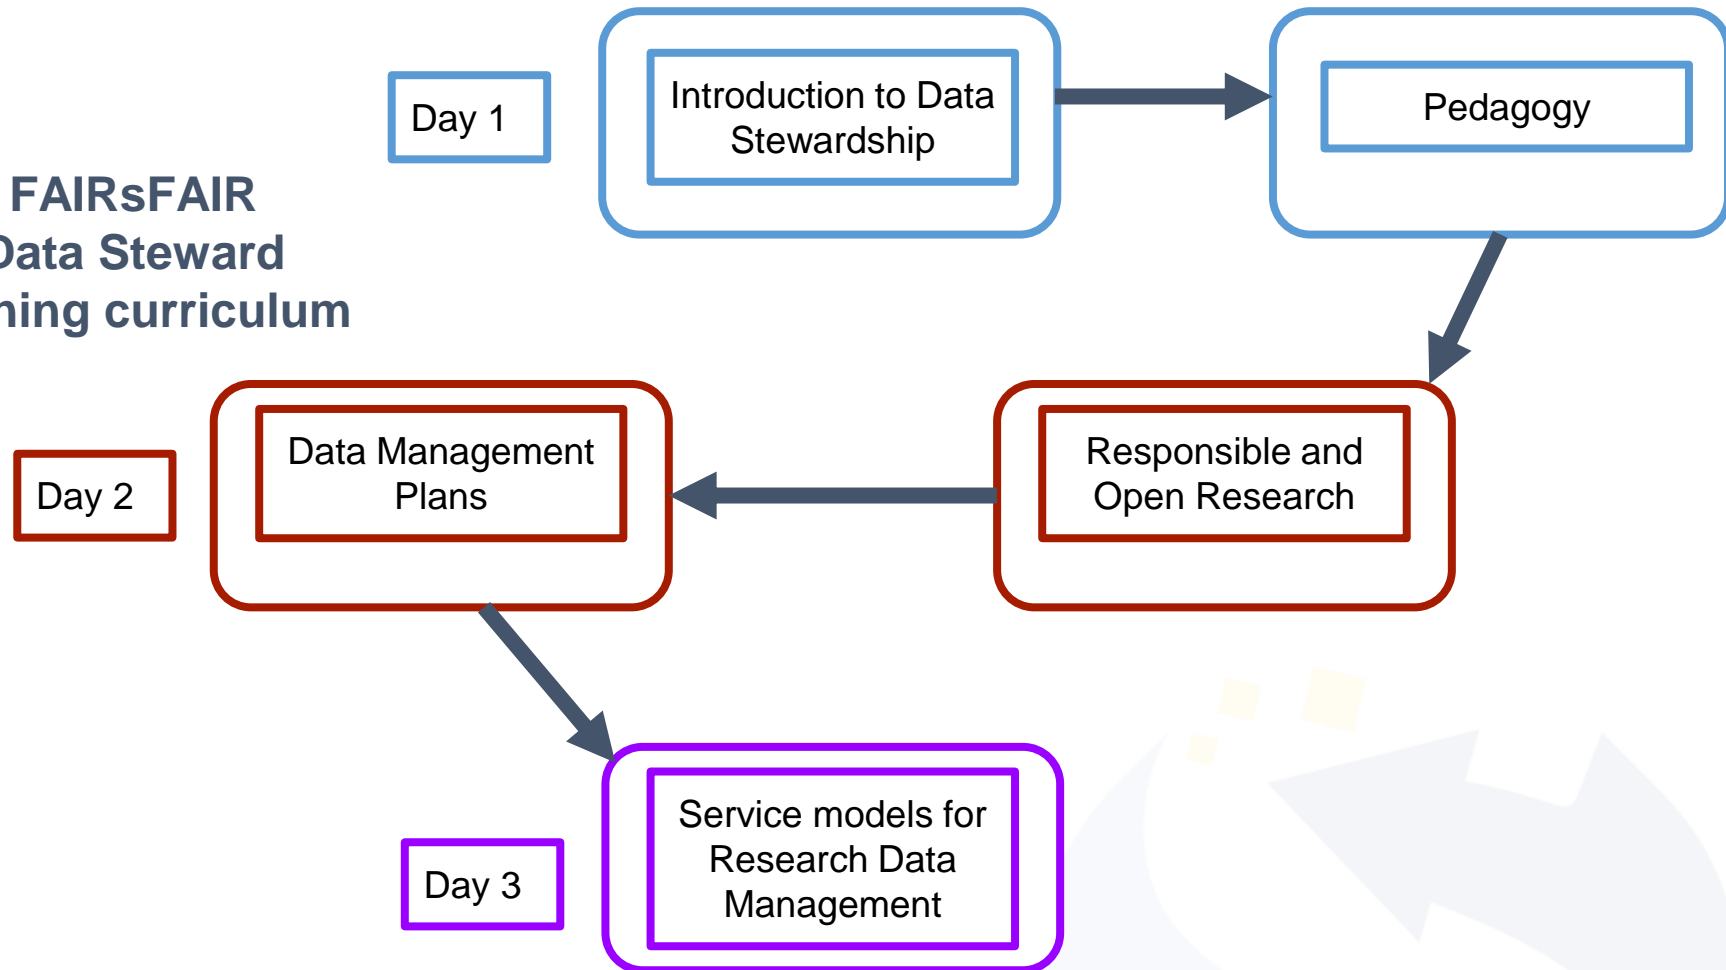 FAIRsFAIR
Data Steward
ning curriculum
Day 1
Introduction to Data
Stewardship
Pedagogy
Day 2
Data Management
Plans
Responsible and
Open Research
Day 3
Service models for
Research Data
Management